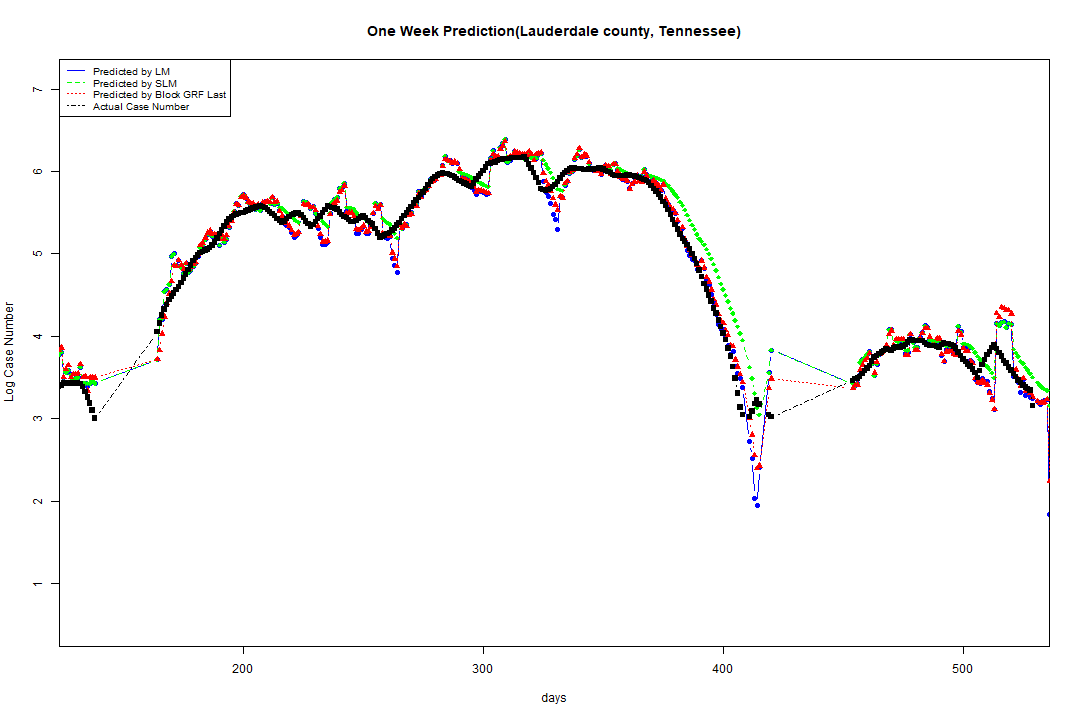 One Week Prediction(Lauderdale county, Tennessee)
Predicted by LM
Predicted by SLM
Predicted by Block GRF Last
Actual Case Number
Log Case Number
7
6
5
4
3
2
1
200 300 400 500
days